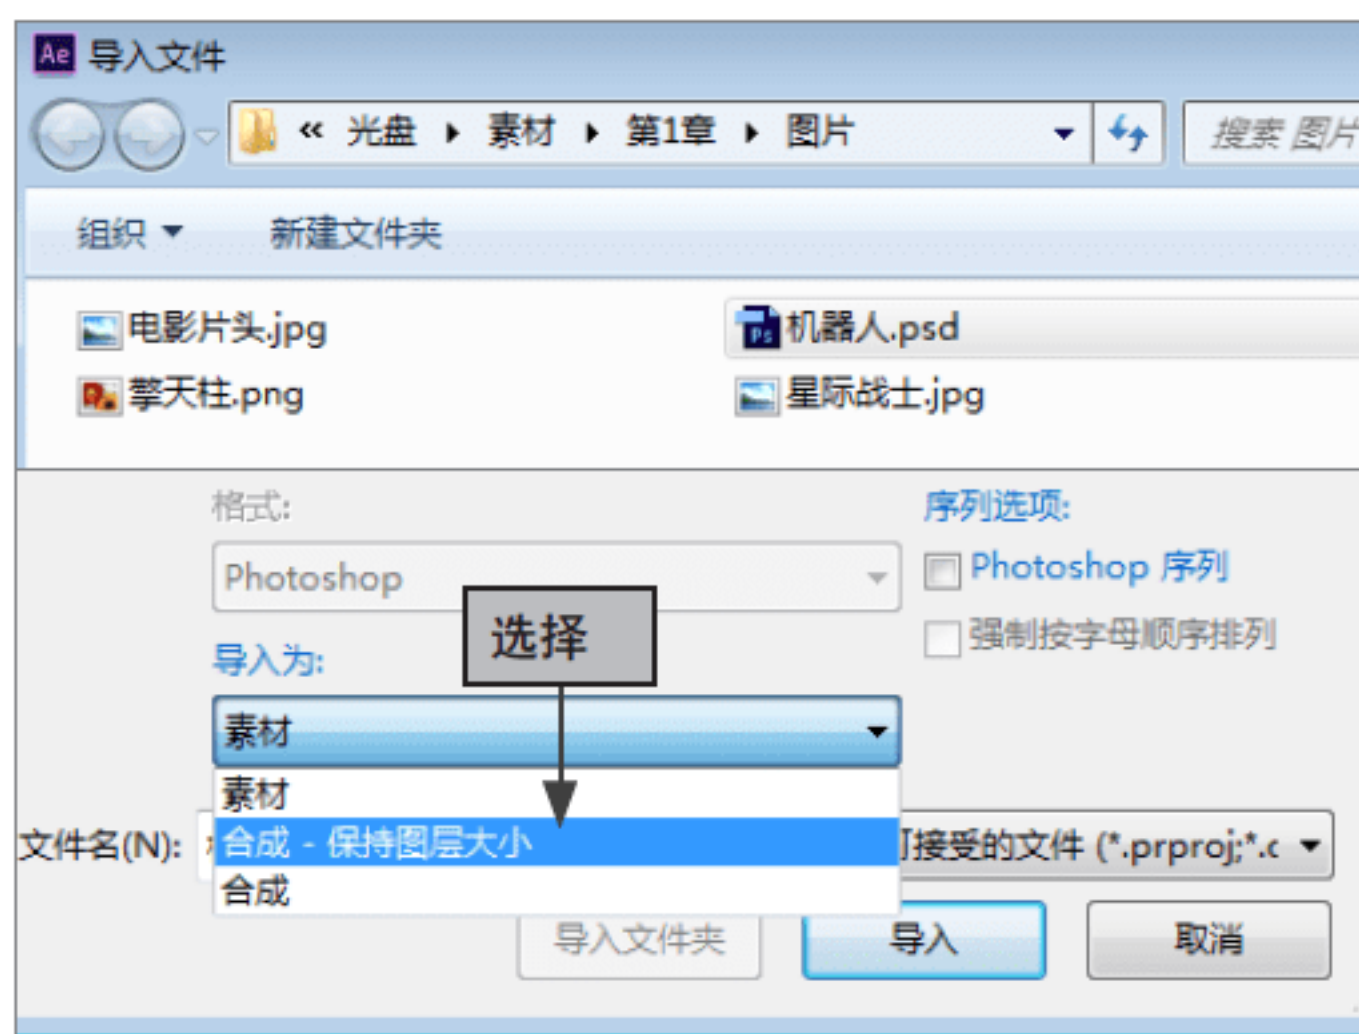 Ae 导入文件
« 光盘 ▸ 素材 ▸ 第1章 ▸ 图片 搜索 图片
组织 新建文件夹
电影片头.jpg 机器人.psd
擎天柱.png 星际战士.jpg
格式: 序列选项:
Photoshop Photoshop 序列
选择
导入为: 强制按字母顺序排列
素材
素材
文件名(N): 合成 - 保持图层大小 可接受的文件 (*.prproj;*.c
合成
导入文件夹 导入 取消